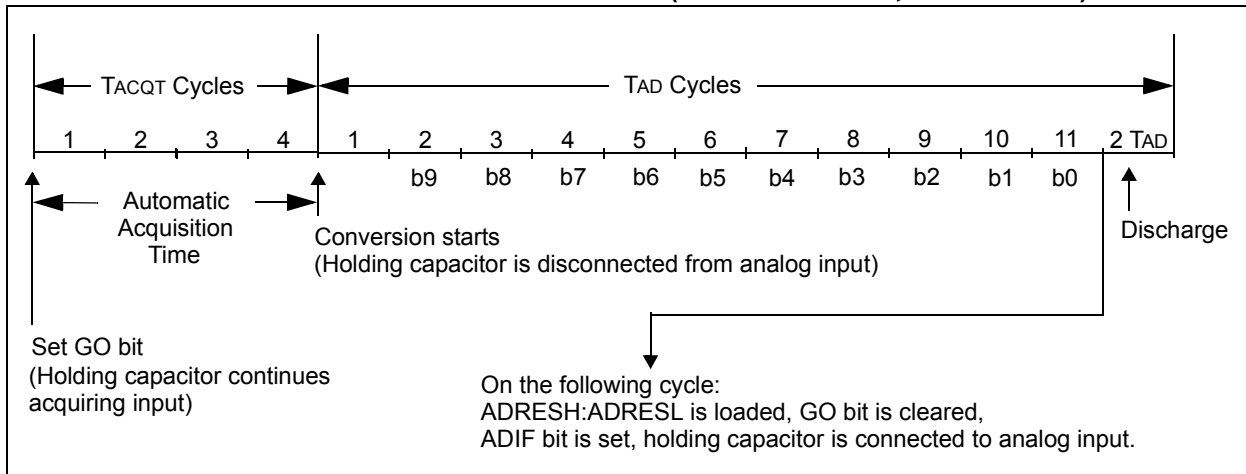 TACQT Cycles
TAD Cycles
1 2 3 4 1 2 3 4 5 6 7 8 9 10 11 2 TAD
b9 b8 b7 b6 b5 b4 b3 b2 b1 b0
Automatic
Acquisition
Time
Conversion starts
(Holding capacitor is disconnected from analog input)
Discharge
Set GO bit
(Holding capacitor continues
acquiring input)
On the following cycle:
ADRESH:ADRESL is loaded, GO bit is cleared,
ADIF bit is set, holding capacitor is connected to analog input.